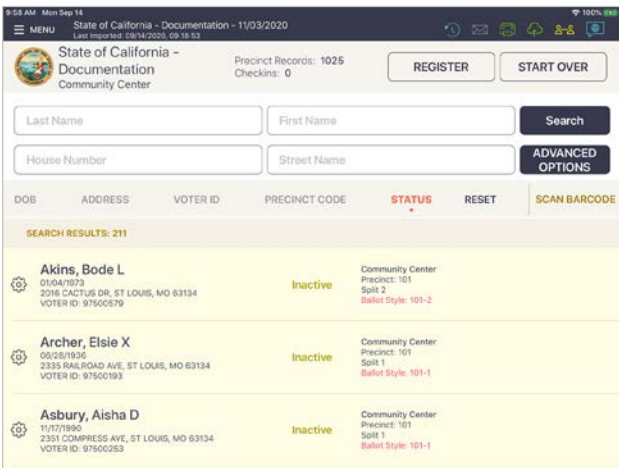 9:58 AM Mon Sep 14
100%
MENU
State of California - Documentation - 11/03/2020
Last Imported: 09/14/2020, 09:18:53
State of California -
Documentation
Community Center
Precinct Records: 1025
Checkins: 0
REGISTER
START OVER
Last Name
First Name
Search
House Number
Street Name
ADVANCED
OPTIONS
DOB
ADDRESS
VOTER ID
PRECINCT CODE
STATUS
RESET
SCAN BARCODE
SEARCH RESULTS: 211
Akins, Bode L
01/04/1973
2016 CACTUS DR, ST LOUIS, MO 63134
VOTER ID: 97500579
Inactive
Community Center
Precinct: 101
Split 2
Ballot Style: 101-2
Archer, Elsie X
06/28/1936
2335 RAILROAD AVE, ST LOUIS, MO 63134
VOTER ID: 97600193
Inactive
Community Center
Precinct: 101
Split 1
Ballot Style: 101-1
Asbury, Aisha D
11/17/1990
2351 COMPRESS AVE, ST LOUIS, MO 63134
VOTER ID: 97600253
Inactive
Community Center
Precinct: 101
Split 1
Ballot Style: 101-1